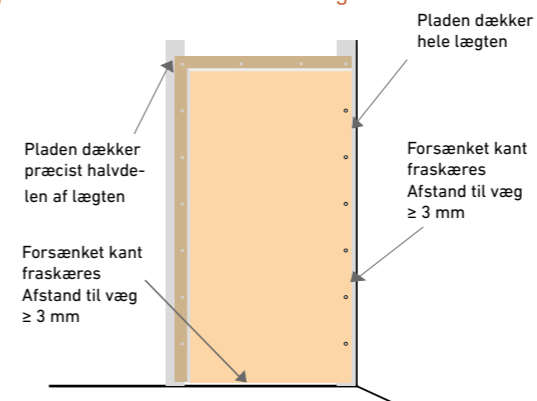 Pladen dækker
hele lægten
Pladen dækker
præcist halvde-
len af lægten
Forsænket kant
fraskæres
Afstand til væg
≥ 3 mm
Forsænket kant
fraskæres
Afstand til væg
≥ 3 mm